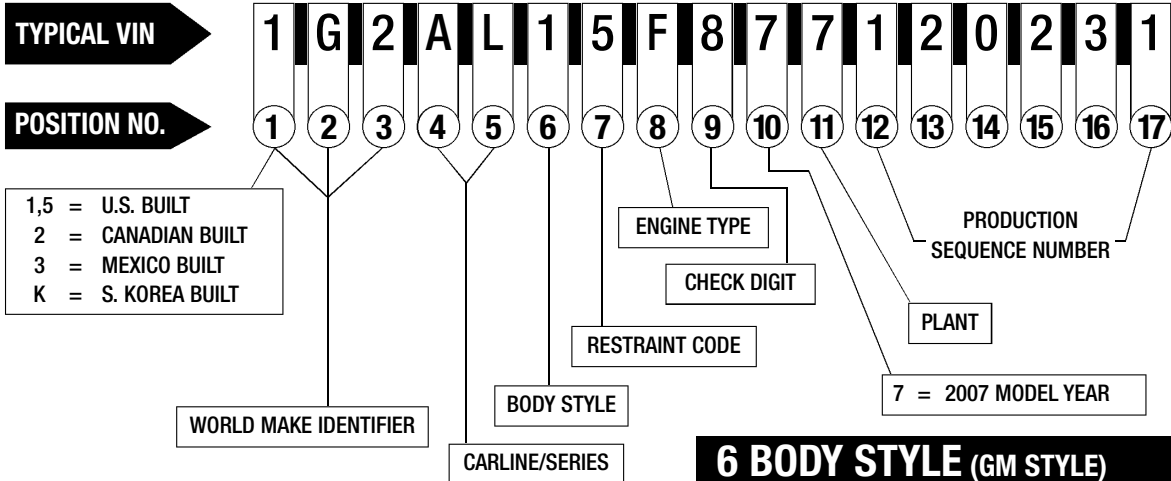 TYPICAL VIN
1 G 2 A L 1 5 F 8 7 7 1 2 0 2 3 1
POSITION NO.
1 2 3 4 5 6 7 8 9 10 11 12 13 14 15 16 17
1,5 = U.S. BUILT
2 = CANADIAN BUILT
3 = MEXICO BUILT
K = S. KOREA BUILT
ENGINE TYPE
PRODUCTION
SEQUENCE NUMBER
CHECK DIGIT
PLANT
RESTRAINT CODE
7 = 2007 MODEL YEAR
BODY STYLE
WORLD MAKE IDENTIFIER
CARLINE/SERIES
6 BODY STYLE (GM STYLE)